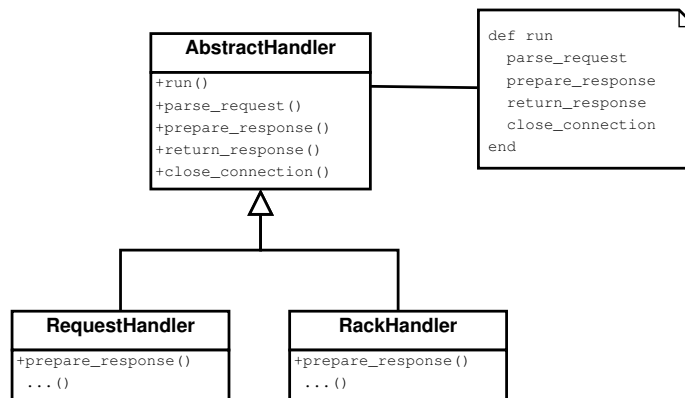 AbstractHandler
+run()
+parse_request()
+prepare_response()
+return_response()
+close_connection()
def run
parse_request
prepare_response
return_response
close_connection
end
RequestHandler
+prepare_response()
...()
RackHandler
+prepare_response()
...()